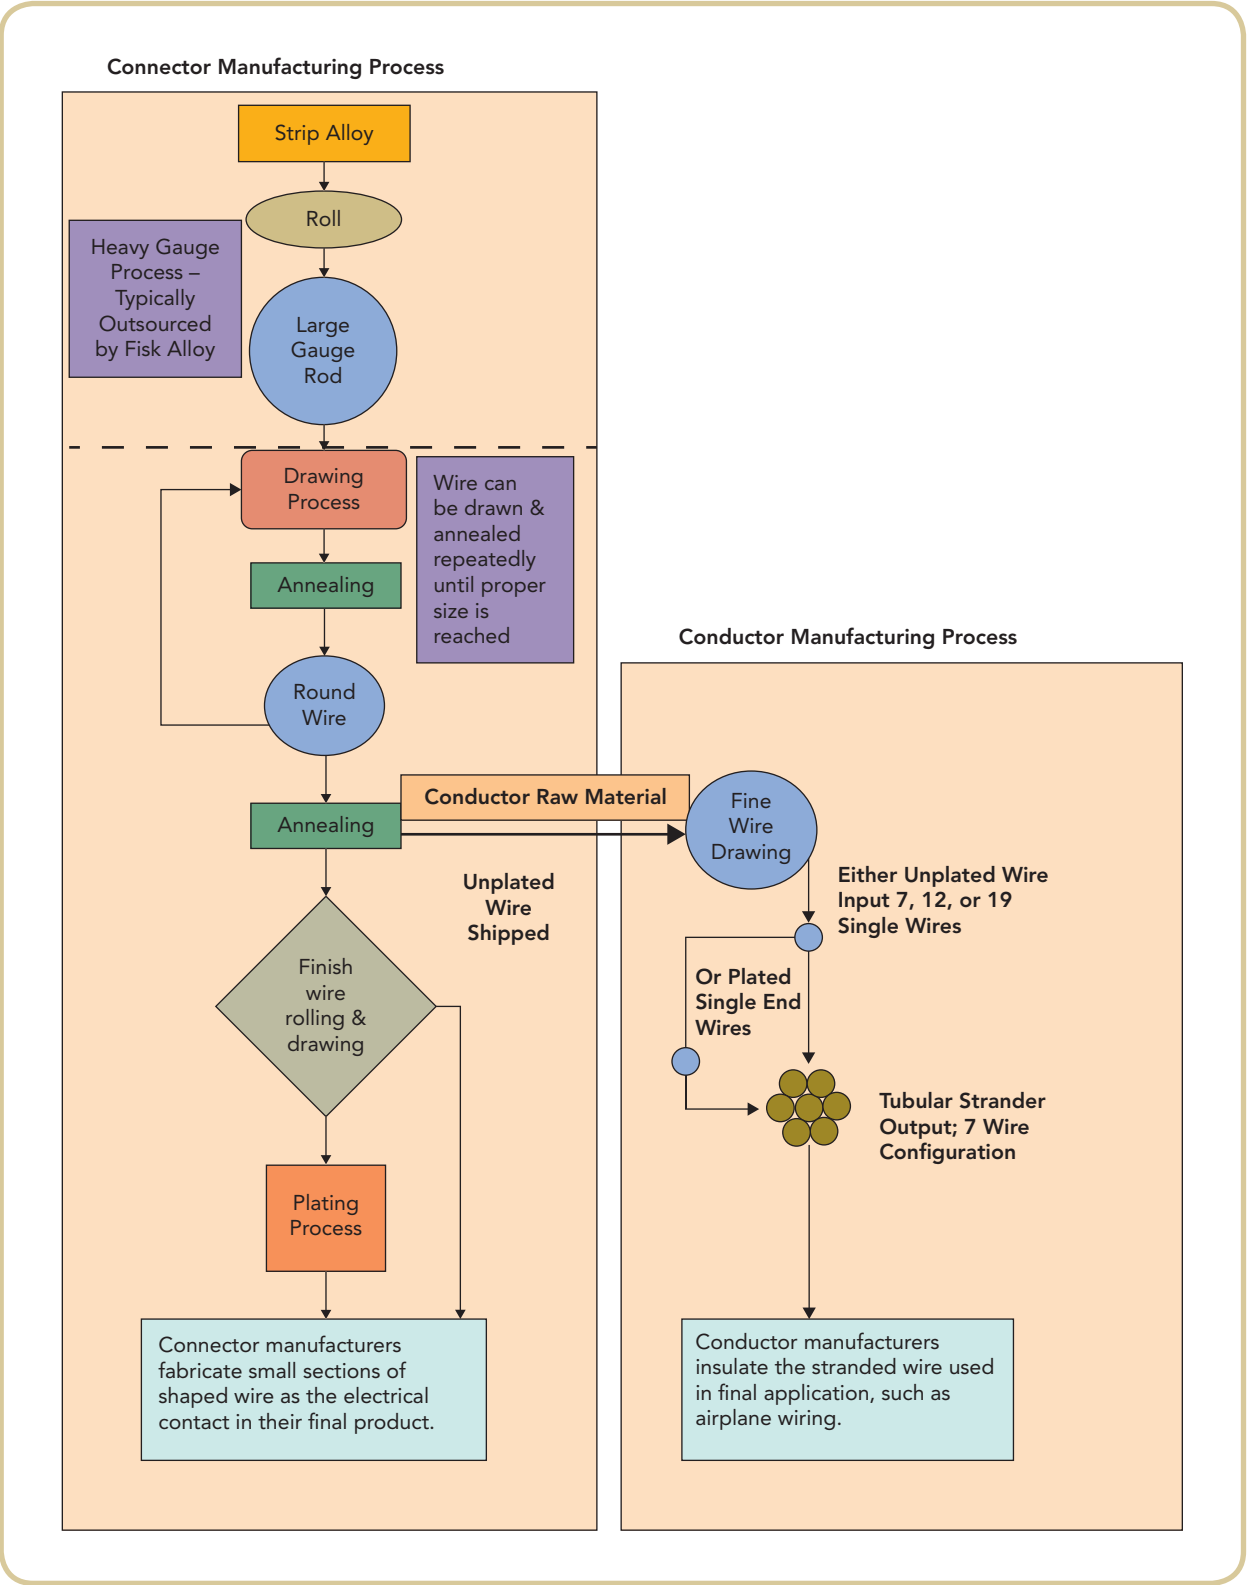 Connector Manufacturing Process
Strip Alloy
Roll
Heavy Gauge
Process –
Typically
Outsourced
by Fisk Alloy
Large
Gauge
Rod
Drawing
Process
Wire can
be drawn &
annealed
repeatedly
until proper
size is
reached
Annealing
Round
Wire
Annealing
Conductor Raw Material
Unplated
Wire
Shipped
Finish
wire
rolling &
drawing
Plating
Process
Connector manufacturers
fabricate small sections of
shaped wire as the electrical
contact in their final product.
Conductor Manufacturing Process
Fine
Wire
Drawing
Either Unplated Wire
Input 7, 12, or 19
Single Wires
Or Plated
Single End
Wires
Tubular Strander
Output; 7 Wire
Configuration
Conductor manufacturers
insulate the stranded wire used
in final application, such as
airplane wiring.